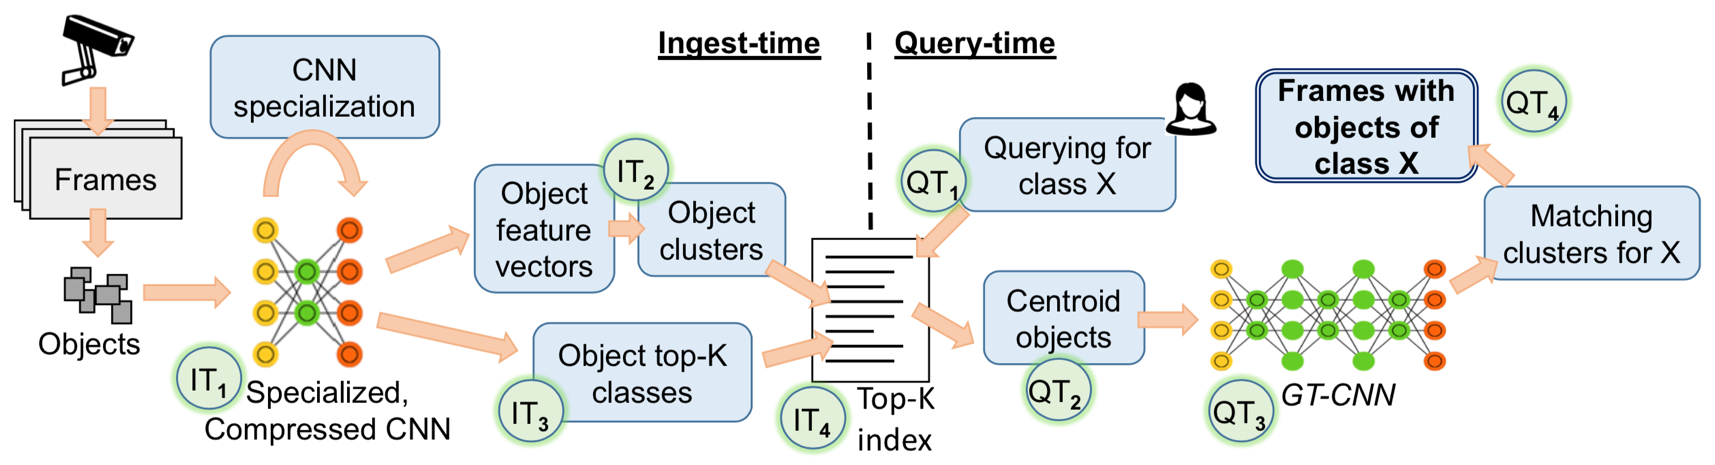 Ingest-time
Query-time
CNN
specialization
Frames
Objects
IT1
Specialized,
Compressed CNN
Object
feature
vectors
IT2
Object
clusters
Object top-K
classes
IT3
IT4
Top-K
index
Querying for
class X
QT1
Centroid
objects
QT2
QT3
GT-CNN
Matching
clusters for X
Frames with
objects of
class X
QT4